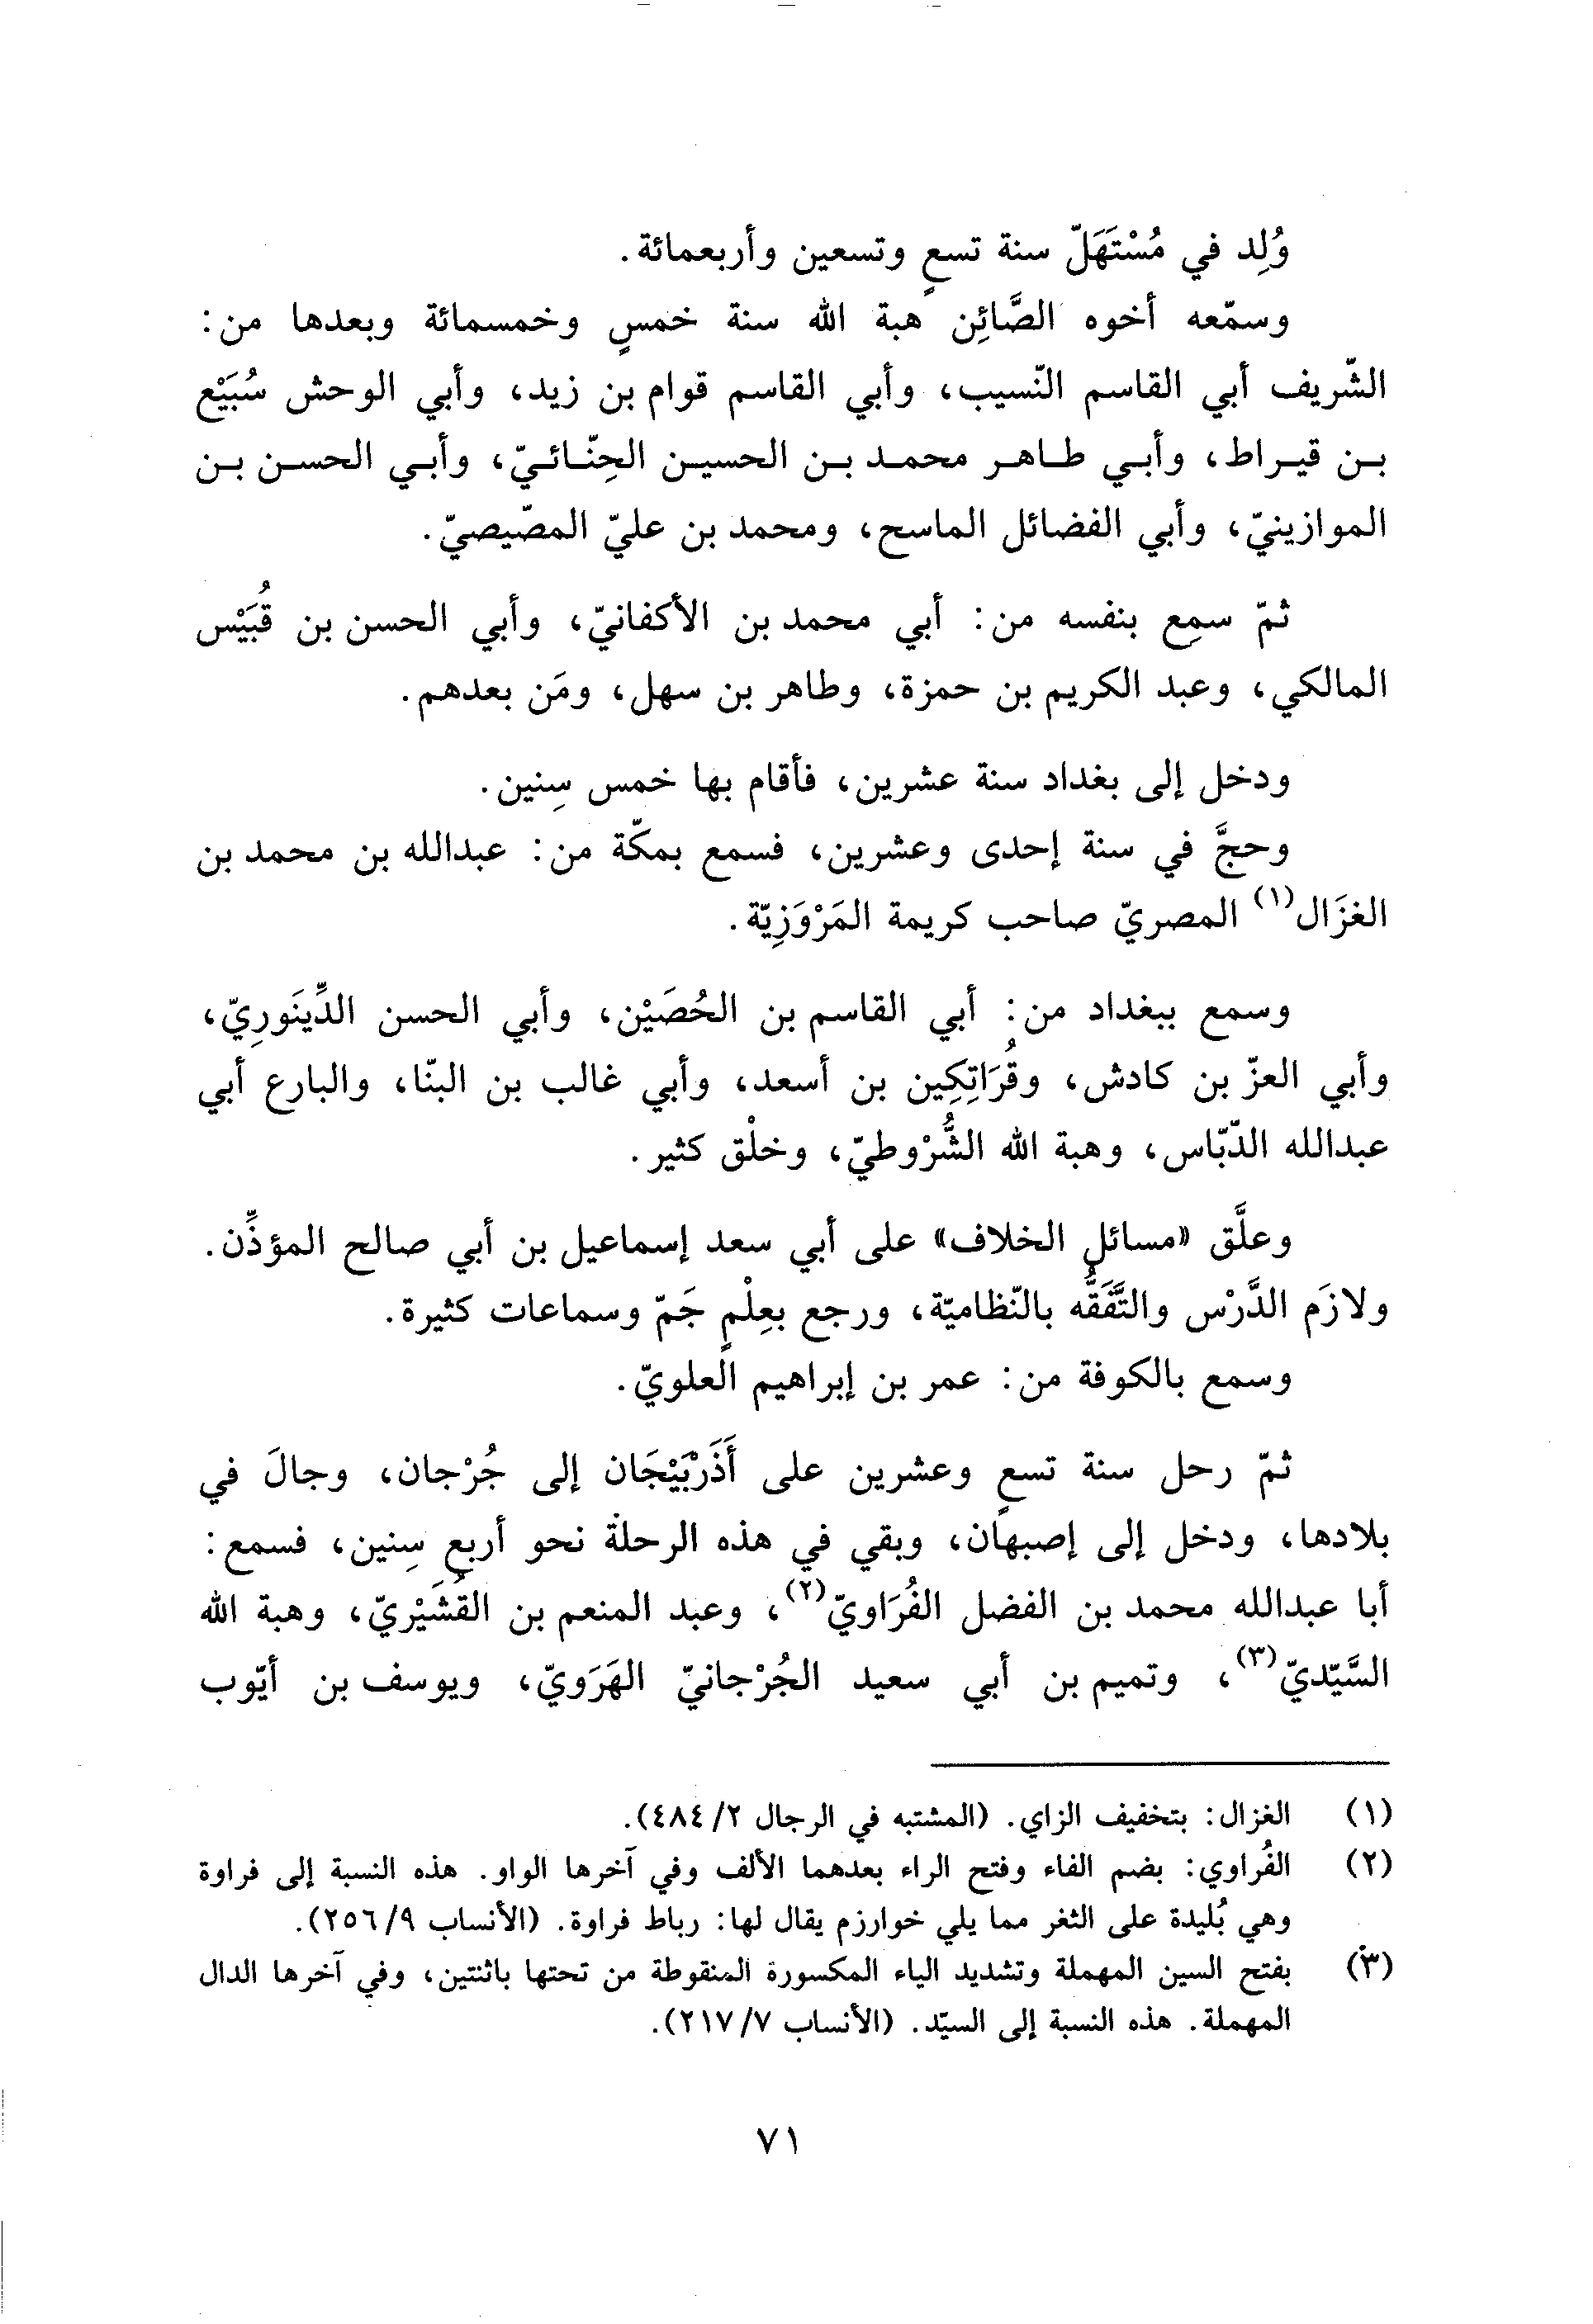 وُلِد في مُسْتَهَلّ سنة تسعٍ وتسعين وأربعمائة.
وسمّعه أخوه الصَّائِن هبة الله سنة خمسٍ وخمسمائة وبعدها من:
الشّريف أبي القاسم النّسيب، وأبي القاسم قوام بن زيد، وأبي الوحش سُبَيْع
بن قيراط، وأبي طاهر محمد بن الحسين الحِنّائيّ، وأبي الحسن بن
الموازينيّ، وأبي الفضائل الماسح، ومحمد بن عليّ المصّيصيّ.
ثمّ سمِع بنفسه من: أبي محمد بن الأكفانيّ، وأبي الحسن بن قُبَيْس
المالكي، وعبد الكريم بن حمزة، وطاهر بن سهل، ومَن بعدهم.
ودخل إلى بغداد سنة عشرين، فأقام بها خمس سِنين.
وحجَّ في سنة إحدى وعشرين، فسمع بمكّة من: عبدالله بن محمد بن
الغزَال(١) المصريّ صاحب كريمة المَرْوَزِيّة.
وسمع ببغداد من: أبي القاسم بن الحُصَيْن، وأبي الحسن الدِّينَوريّ،
وأبي العزّ بن كادش، وقُرَاتِكِين بن أسعد، وأبي غالب بن البنّا، والبارع أبي
عبدالله الدّبّاس، وهبة الله الشُّرْوطيّ، وخلْق كثير.
وعلَّق «مسائل الخلاف» على أبي سعد إسماعيل بن أبي صالح المؤذِّن.
ولازَم الدَّرْس والتَّفَقُّه بالنّظاميّة، ورجع بعِلْمٍ جَمّ وسماعات كثيرة.
وسمع بالكوفة من: عمر بن إبراهيم العلويّ.
ثمّ رحل سنة تسعٍ وعشرين على أَذَرْبَيْجَان إلى جُرْجان، وجالَ في
بلادها، ودخل إلى إصبهان، وبقي في هذه الرحلة نحو أربع سِنين، فسمع:
أبا عبدالله محمد بن الفضل الفُرَاويّ(٢)، وعبد المنعم بن القُشَيْريّ، وهبة الله
السَّيّديّ(٣)، وتميم بن أبي سعيد الجُرْجانيّ الهَرَويّ، ويوسف بن أيّوب
(١) الغزال: بتخفيف الزاي. (المشتبه في الرجال ٢/ ٤٨٤).
(٢) الفُراوي: بضم الفاء وفتح الراء بعدهما الألف وفي آخرها الواو. هذه النسبة إلى فراوة
وهي بُليدة على الثغر مما يلي خوارزم يقال لها: رباط فراوة. (الأنساب ٩/ ٢٥٦).
(٣) بفتح السين المهملة وتشديد الياء المكسورة المنقوطة من تحتها باثنتين، وفي آخرها الدال
المهملة. هذه النسبة إلى السيّد. (الأنساب ٧/ ٢١٧).
٧١